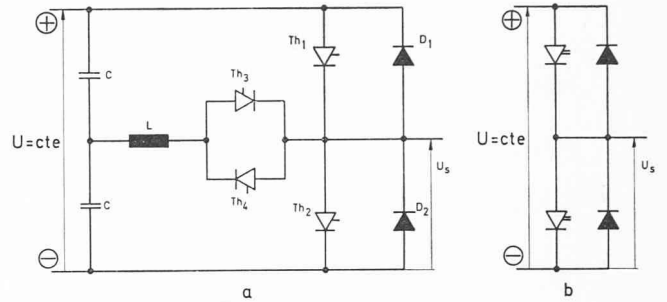 ⊕
C
U=cte
C
⊖
L
Th3
Th4
Th1
D1
Th2
D2
Us
a
⊕
U=cte
⊖
Us
b